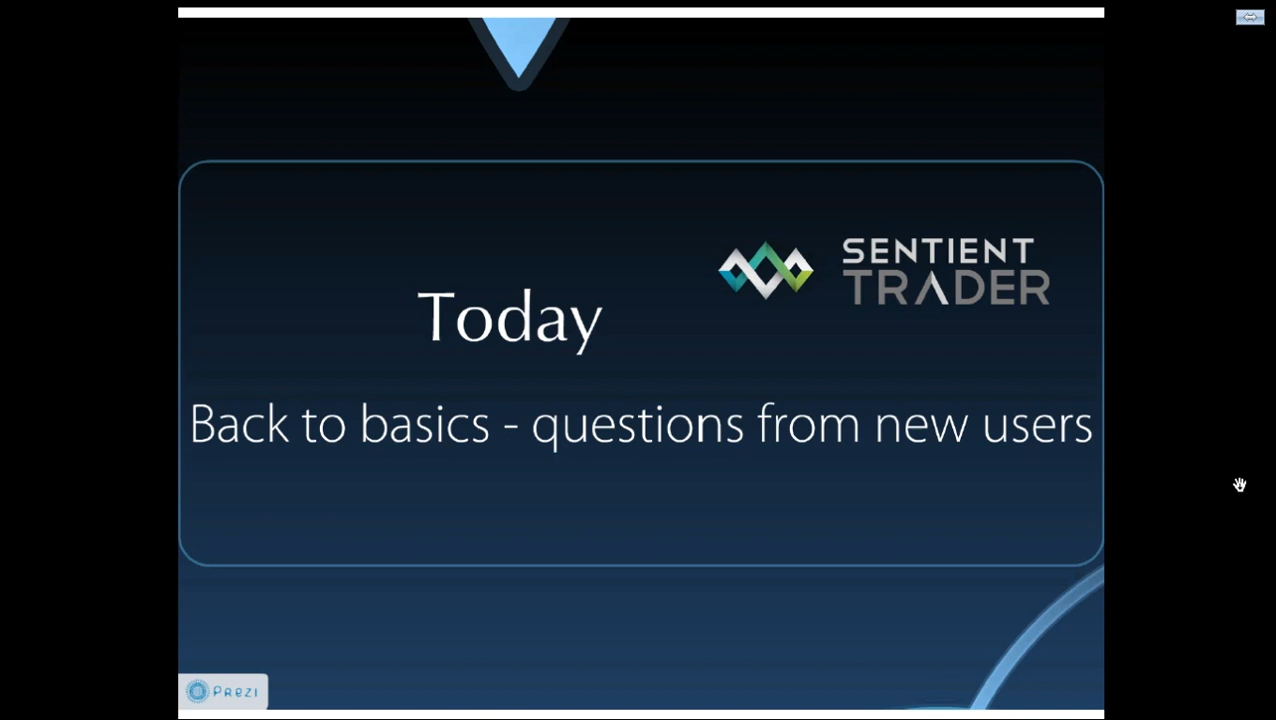 SENTIENT
TRADER
Today
Back to basics - questions from new users
PREZI